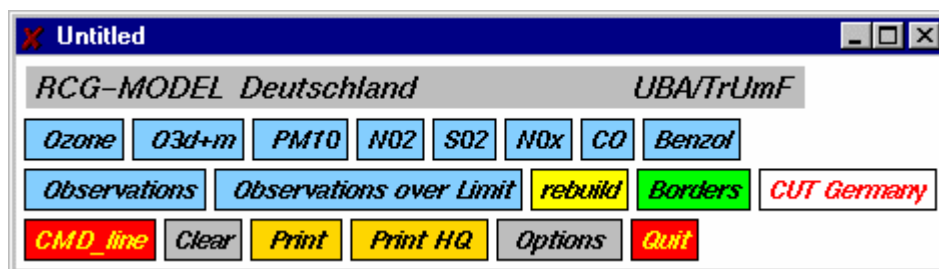 Untitled
RCG-MODEL Deutschland UBA/TrUmF
Ozone O3d+m PM10 NO2 SO2 NOx CO Benzol
Observations Observations over Limit rebuild Borders CUT Germany
CMD_line Clear Print Print HQ Options Quit